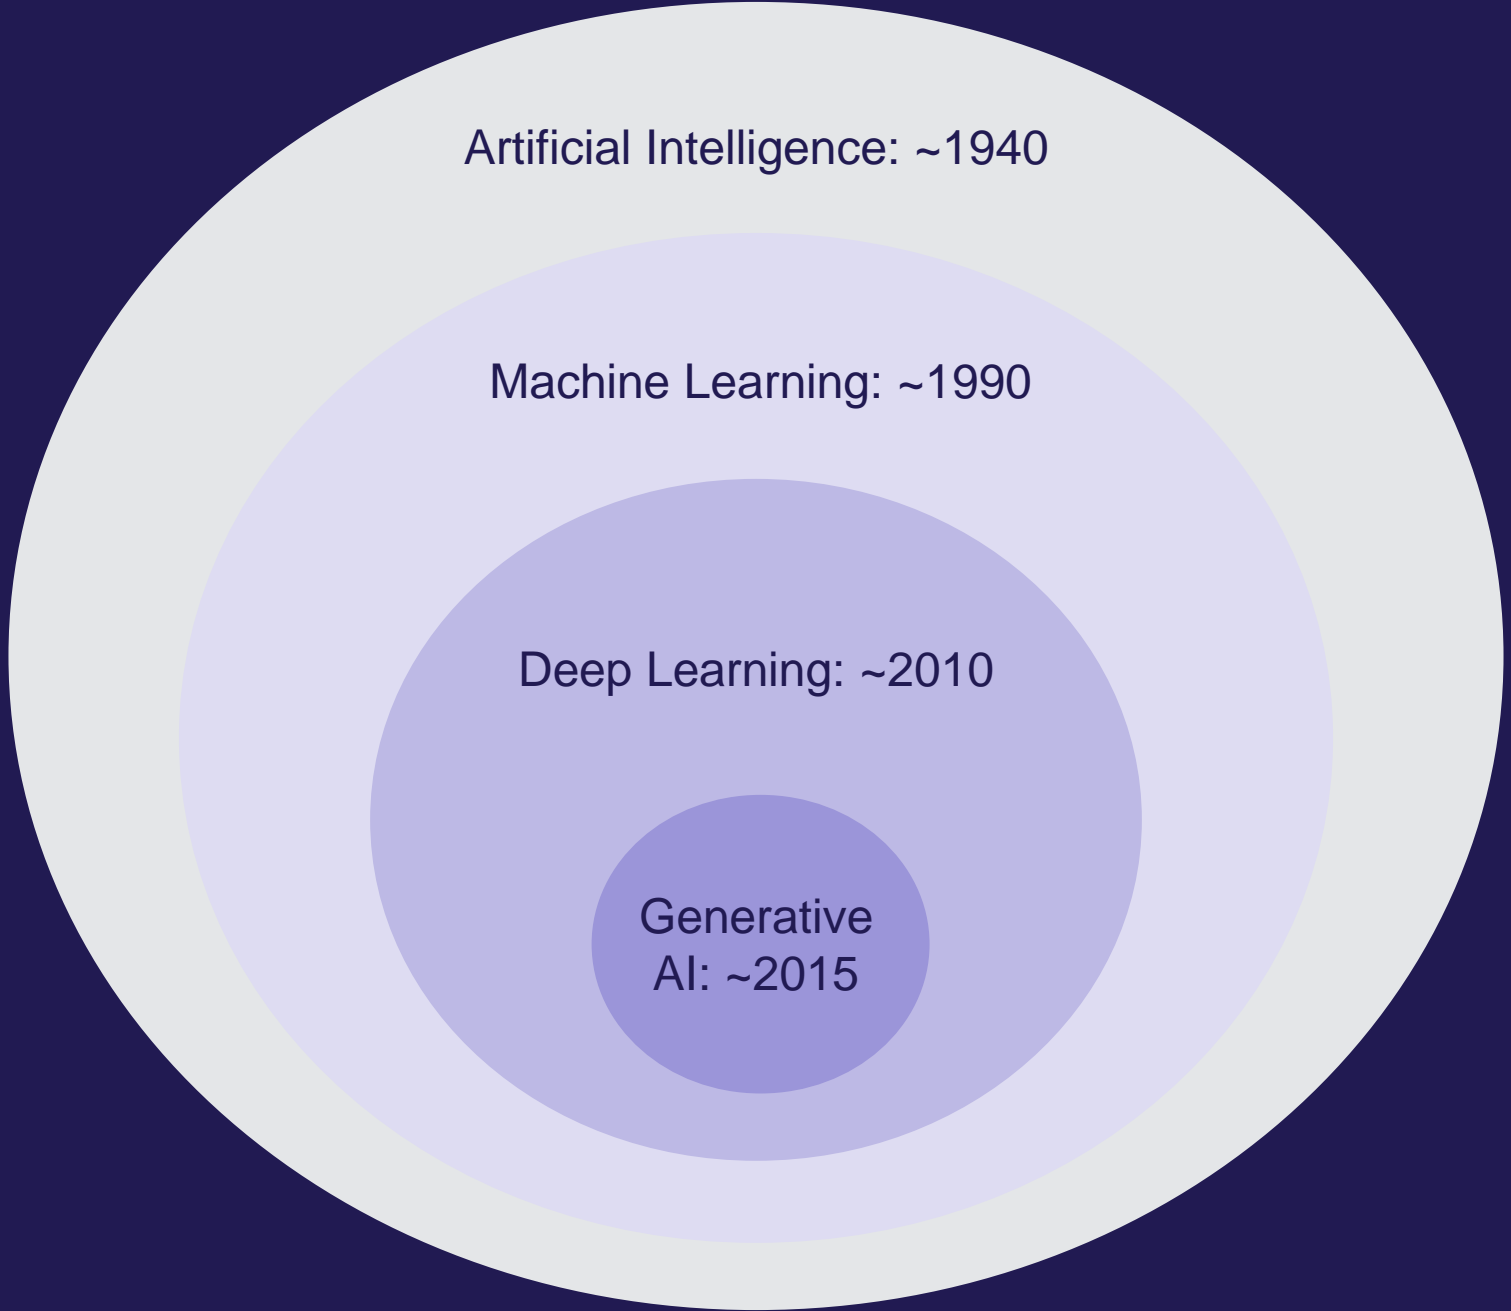 Artificial Intelligence: ~1940
Machine Learning: ~1990
Deep Learning: ~2010
Generative
AI: ~2015